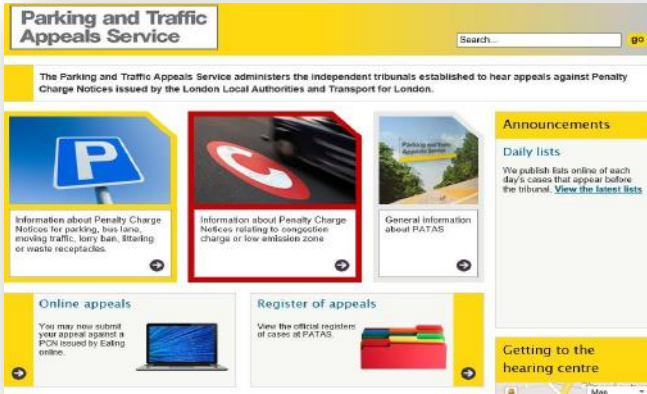 Parking and Traffic
Appeals Service
Search...
go
The Parking and Traffic Appeals Service administers the independent tribunals established to hear appeals against Penalty
Charge Notices issued by the London Local Authorities and Transport for London.
P
Information about Penalty Charge
Notices for parking, bus lane,
moving traffic, lorry ban, littering
or waste receptacles.
C
Information about Penalty Charge
Notices relating to congestion
charge or low emission zone
Parking and Traffic
Appeals Service
General information
about PATAS
Announcements
Daily lists
We publish lists online of each
day's cases that appear before
the tribunal. View the latest lists
Online appeals
You may now submit
your appeal against a
PCN issued by Ealing
online.
Register of appeals
View the official registers
of cases at PATAS.
Getting to the
hearing centre
Map